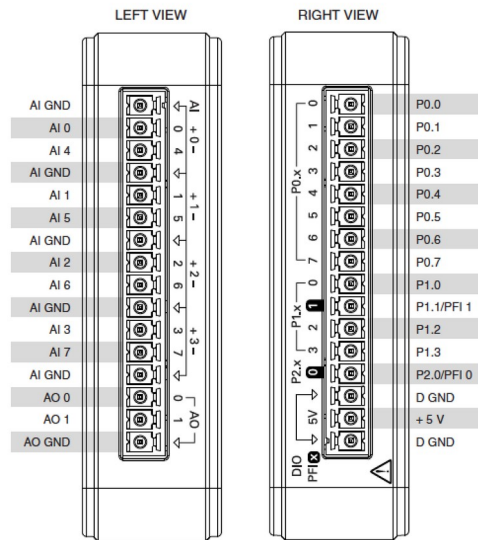 LEFT VIEW
RIGHT VIEW
AI GND
AI 0
AI 4
AI GND
AI 1
AI 5
AI GND
AI 2
AI 6
AI GND
AI 3
AI 7
AI GND
AO 0
AO 1
AO GND
AI
0
4
1
5
2
6
3
7
0
1
+ 0 –
+ 1 –
+ 2 –
+ 3 –
AO
P0.x
P1.x
P2.x
0
1
2
3
4
5
6
7
0
1
2
3
0
5V
DIO
PFI X
P0.0
P0.1
P0.2
P0.3
P0.4
P0.5
P0.6
P0.7
P1.0
P1.1/PFI 1
P1.2
P1.3
P2.0/PFI 0
D GND
+ 5 V
D GND